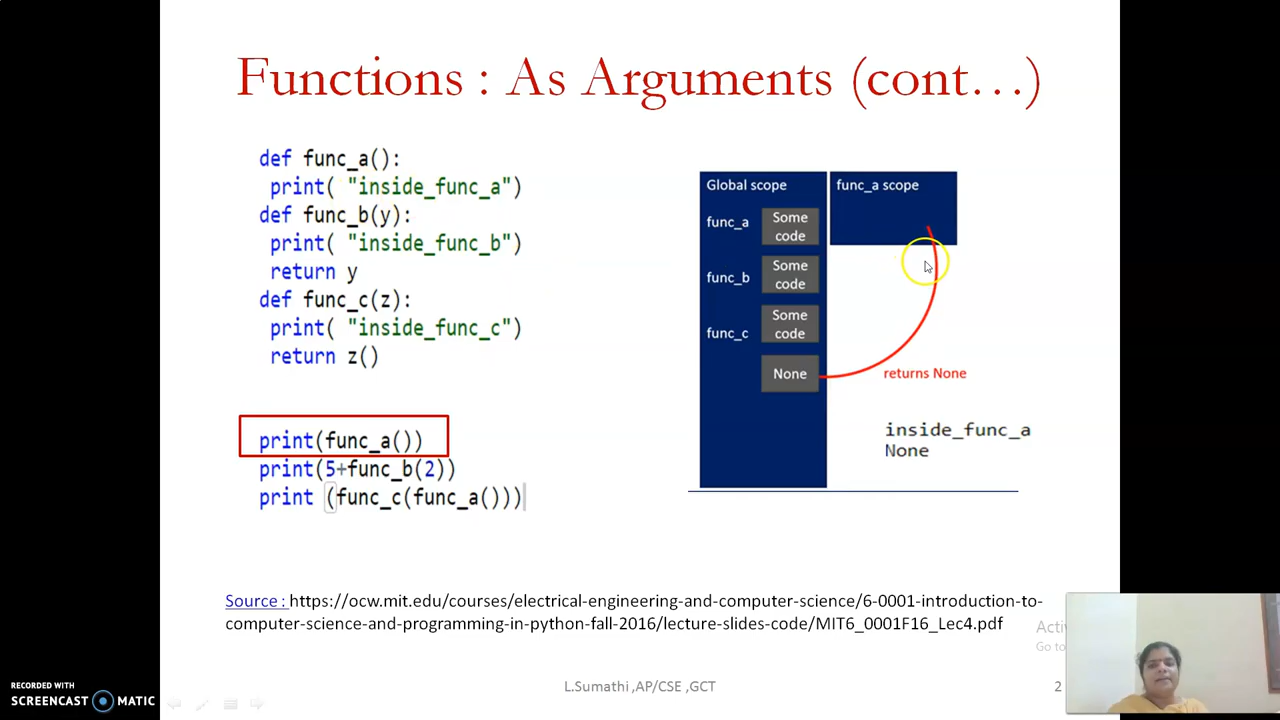 Functions : As Arguments (cont…)
def func_a():
print( "inside_func_a")
def func_b(y):
print( "inside_func_b")
return y
def func_c(z):
print( "inside_func_c")
return z()
print(func_a())
print(5+func_b(2))
print (func_c(func_a()))
Global scope
func_a scope
func_a
Some
code
func_b
Some
code
func_c
Some
code
None
returns None
inside_func_a
None
Source : https://ocw.mit.edu/courses/electrical-engineering-and-computer-science/6-0001-introduction-to-
computer-science-and-programming-in-python-fall-2016/lecture-slides-code/MIT6_0001F16_Lec4.pdf
Go to
L.Sumathi ,AP/CSE ,GCT
2
RECORDED WITH
SCREENCAST MATIC